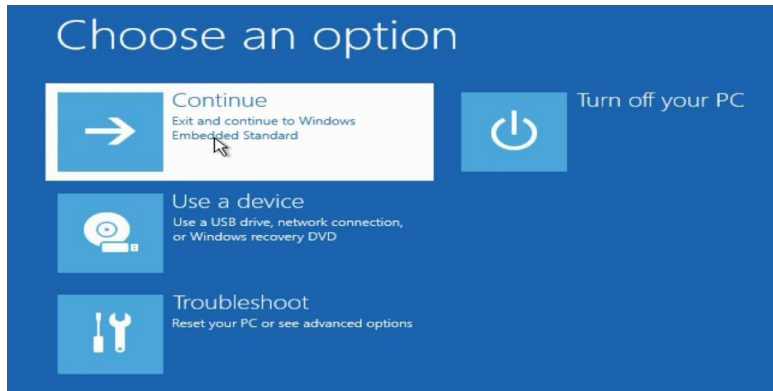 Choose an option
Continue
Exit and continue to Windows
Embedded Standard
Turn off your PC
Use a device
Use a USB drive, network connection,
or Windows recovery DVD
Troubleshoot
Reset your PC or see advanced options